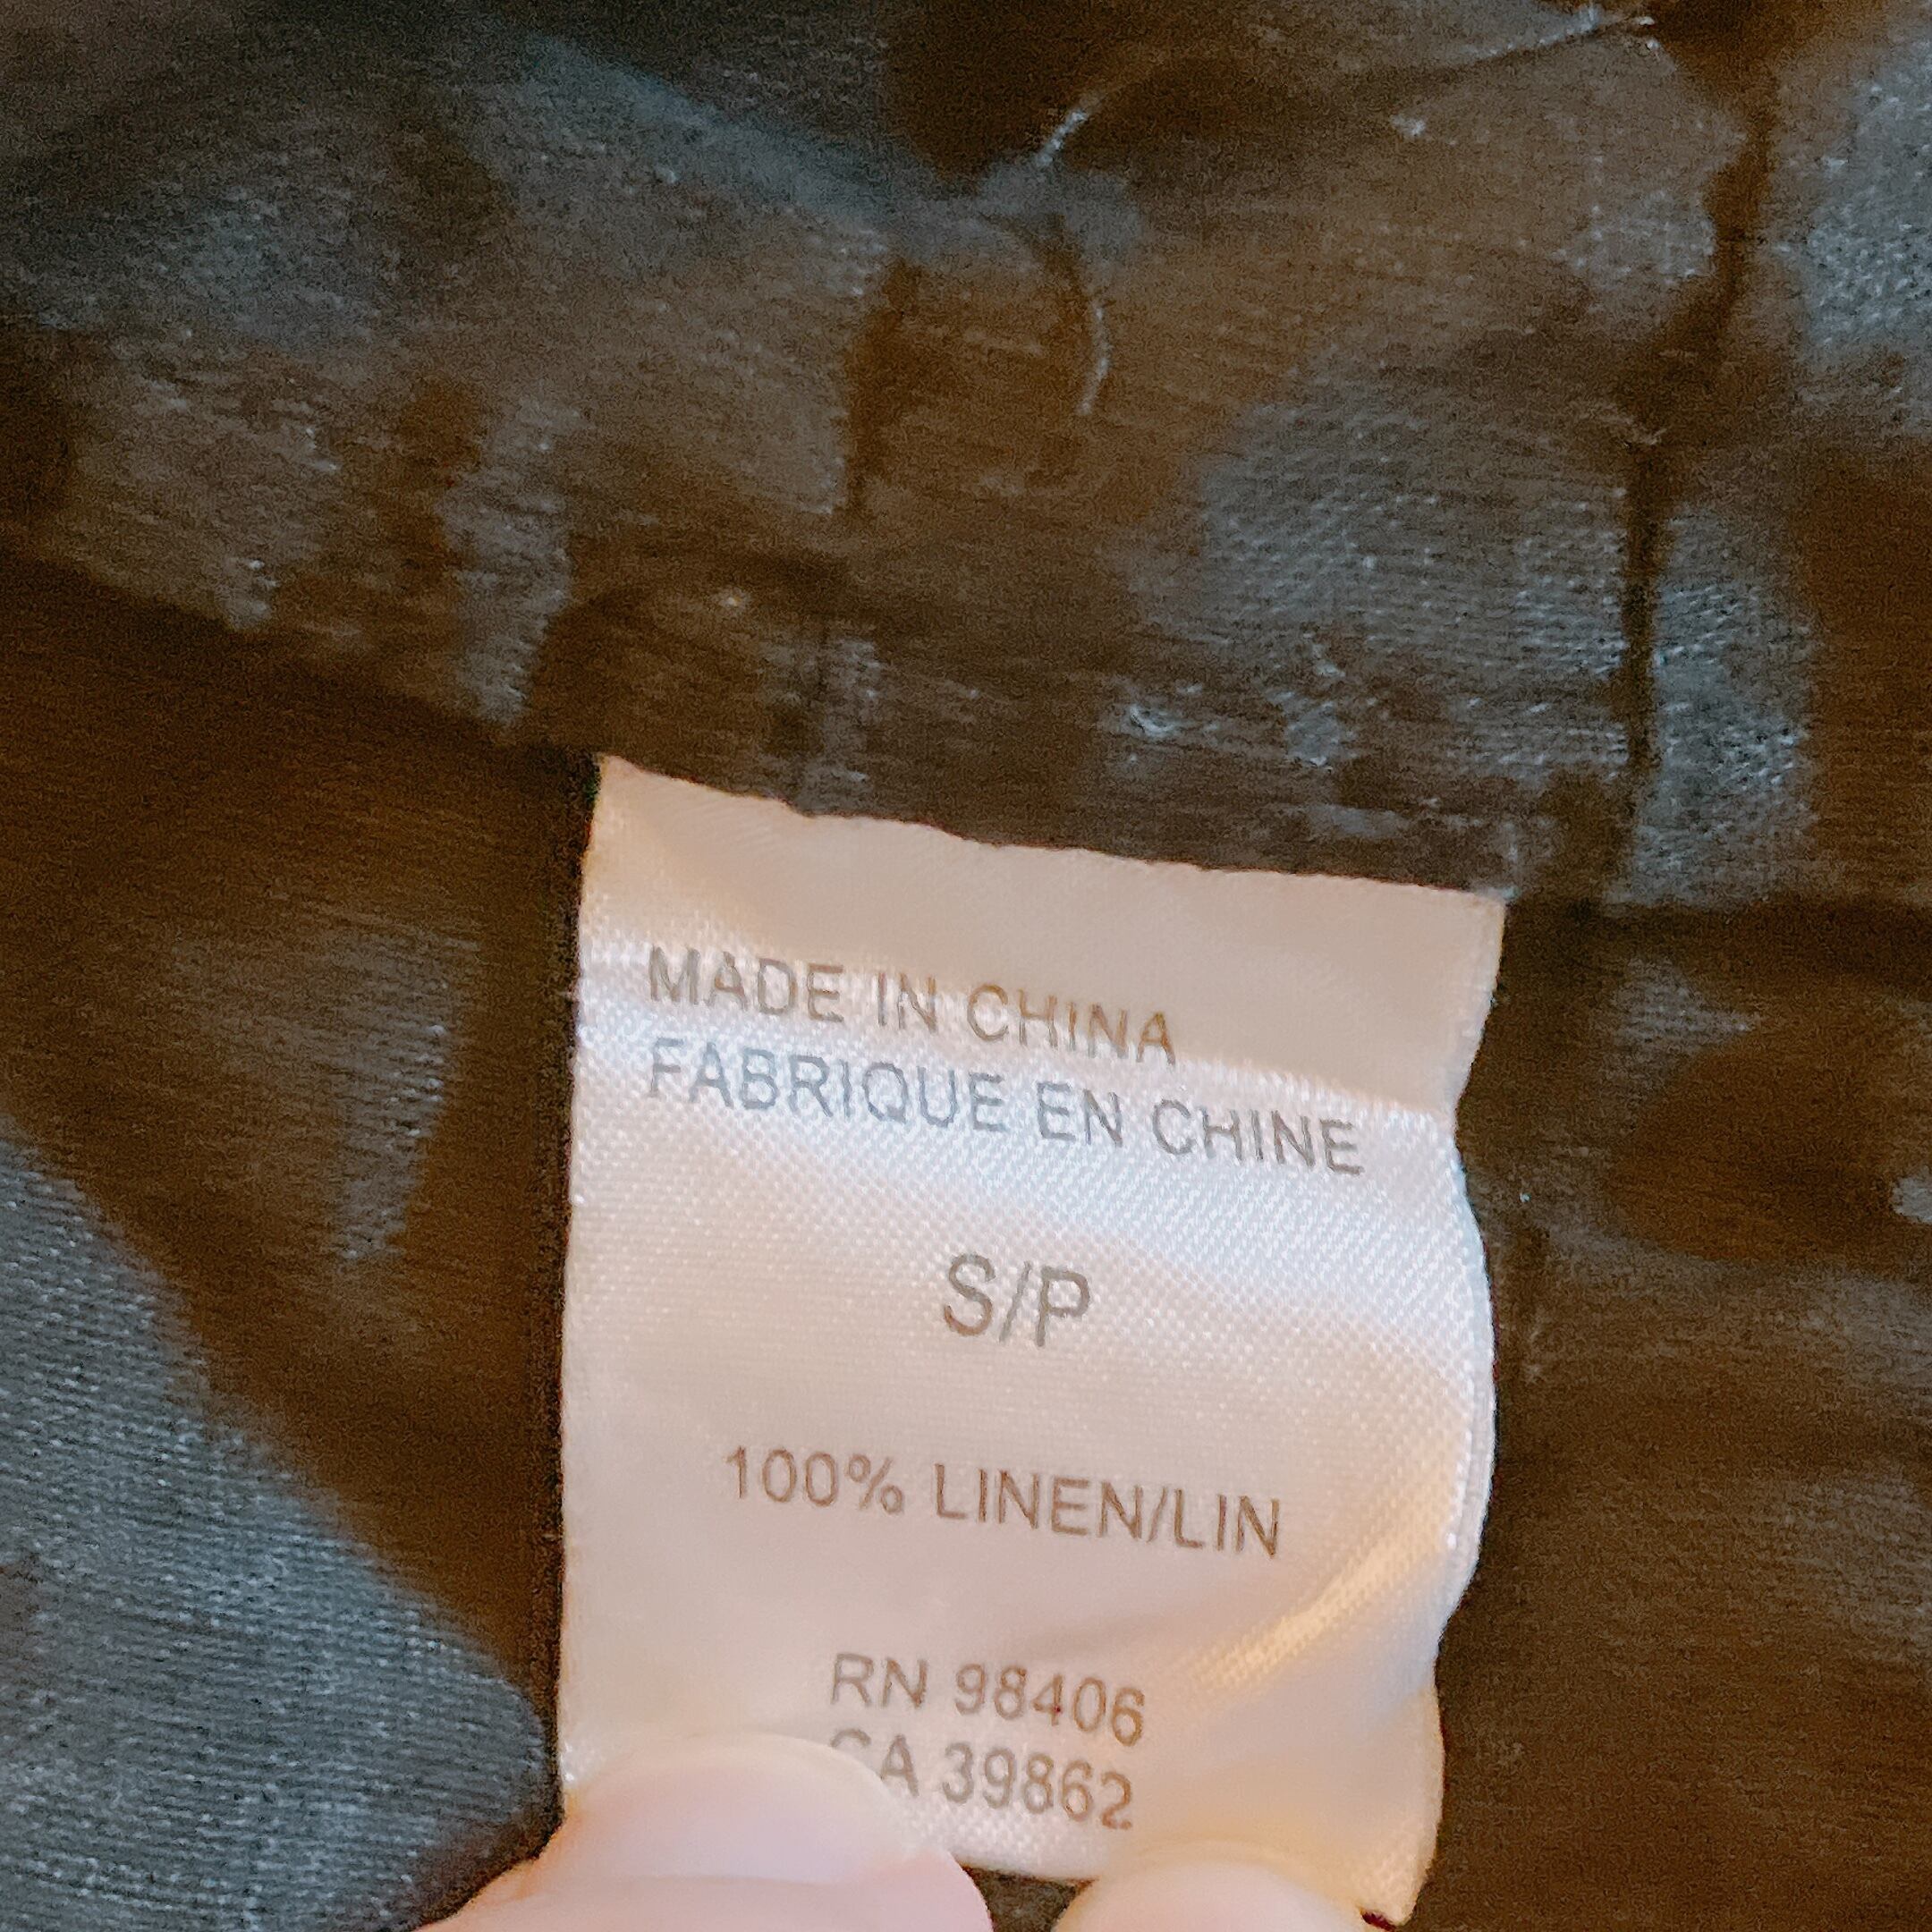 MADE IN CHINA
FABRIQUE EN CHINE
S/P
100% LINEN/LIN
RN 98406
CA 39862